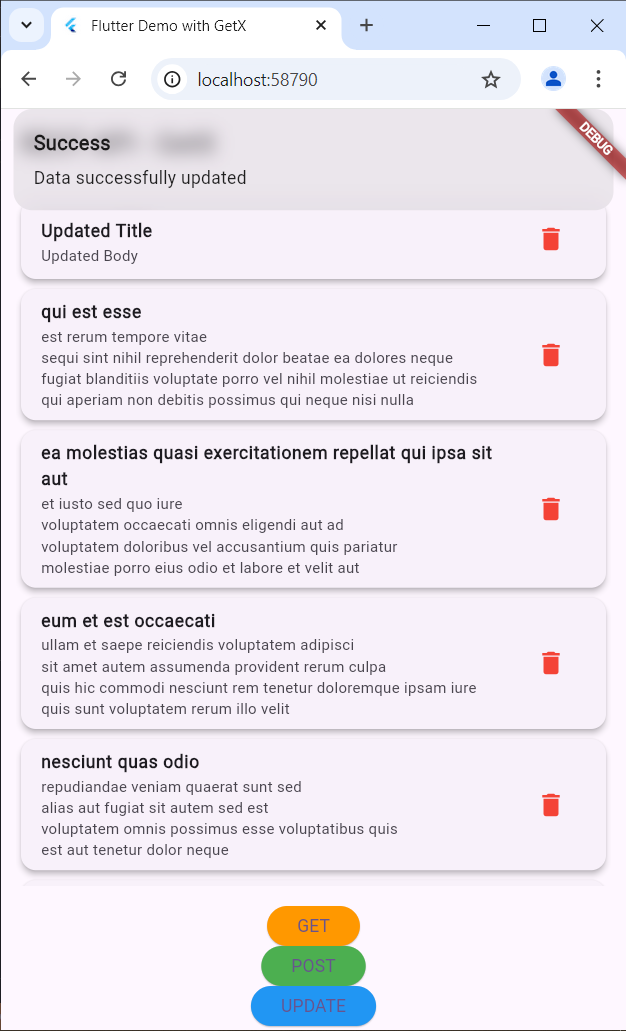 Flutter Demo with GetX
localhost:58790
DEBUG
Success
Data successfully updated
Updated Title
Updated Body
qui est esse
est rerum tempore vitae
sequi sint nihil reprehenderit dolor beatae ea dolores neque
fugiat blanditiis voluptate porro vel nihil molestiae ut reiciendis
qui aperiam non debitis possimus qui neque nisi nulla
ea molestias quasi exercitationem repellat qui ipsa sit
aut
et iusto sed quo iure
voluptatem occaecati omnis eligendi aut ad
voluptatem doloribus vel accusantium quis pariatur
molestiae porro eius odio et labore et velit aut
eum et est occaecati
ullam et saepe reiciendis voluptatem adipisci
sit amet autem assumenda provident rerum culpa
quis hic commodi nesciunt rem tenetur doloremque ipsam iure
quis sunt voluptatem rerum illo velit
nesciunt quas odio
repudiandae veniam quaerat sunt sed
alias aut fugiat sit autem sed est
voluptatem omnis possimus esse voluptatibus quis
est aut tenetur dolor neque
GET
POST
UPDATE